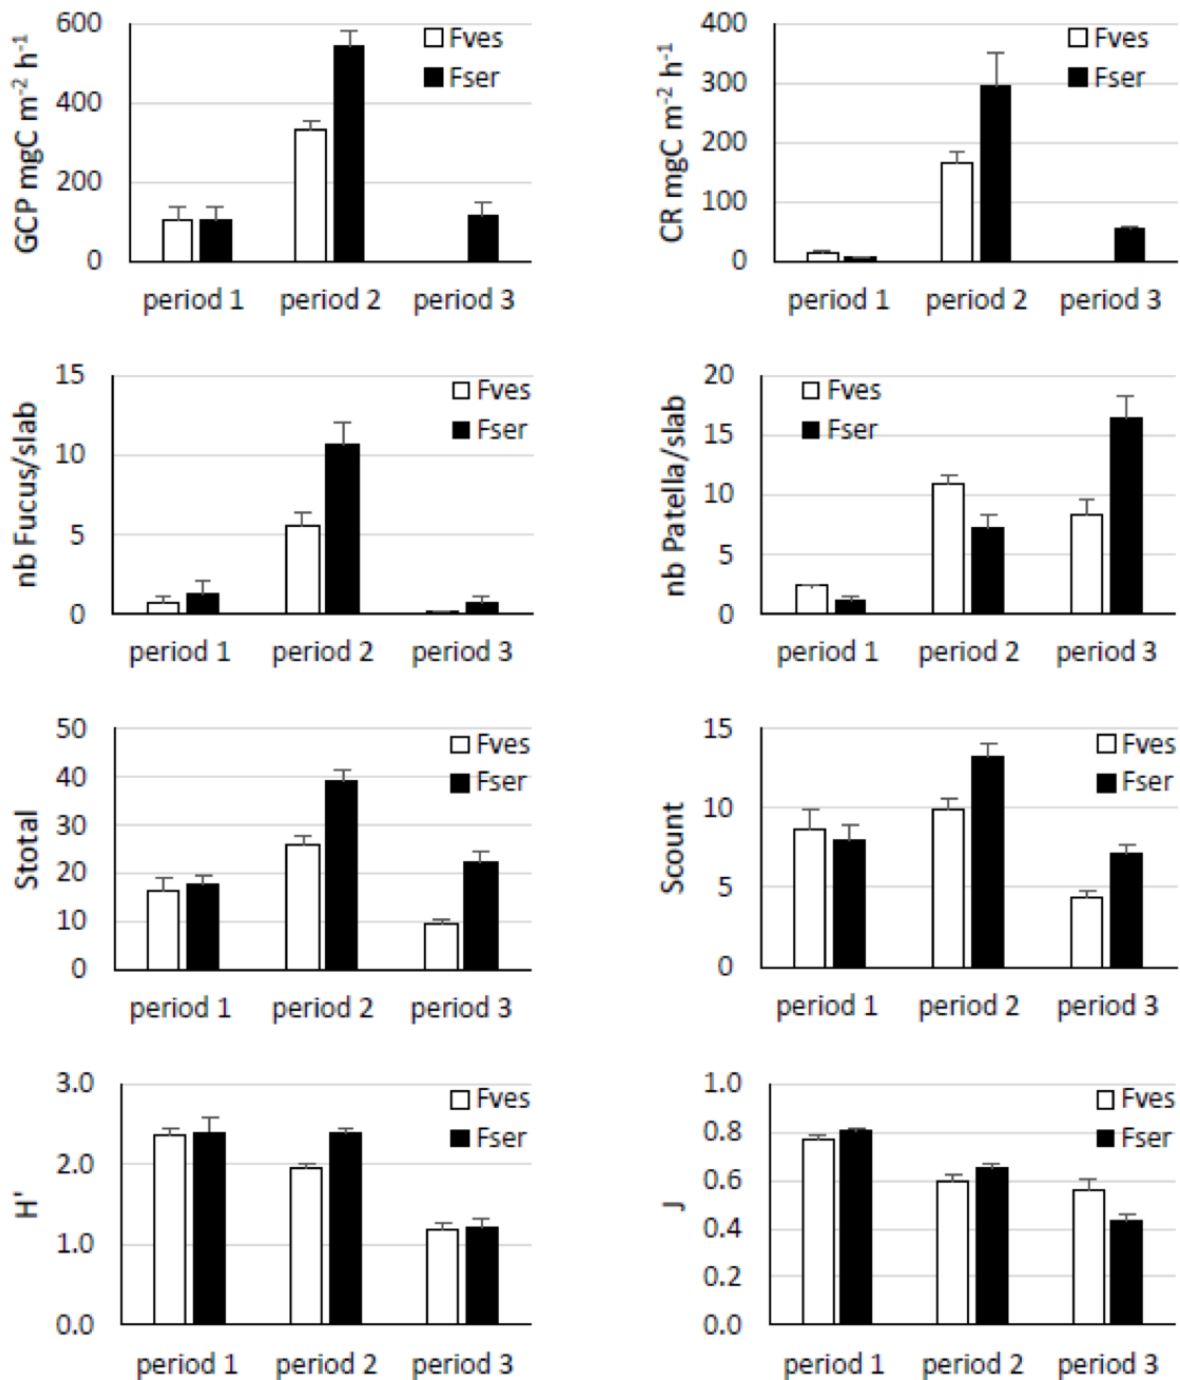 GCP mgC m⁻² h⁻¹
600
400
200
0
Fves
Fser
period 1 period 2 period 3
CR mgC m⁻² h⁻¹
400
300
200
100
0
Fves
Fser
period 1 period 2 period 3
nb Fucus/slab
15
10
5
0
Fves
Fser
period 1 period 2 period 3
nb Patella/slab
20
15
10
5
0
Fves
Fser
period 1 period 2 period 3
Stotal
50
40
30
20
10
0
Fves
Fser
period 1 period 2 period 3
Scount
15
10
5
0
Fves
Fser
period 1 period 2 period 3
H'
3.0
2.0
1.0
0.0
Fves
Fser
period 1 period 2 period 3
J
1.0
0.8
0.6
0.4
0.2
0.0
Fves
Fser
period 1 period 2 period 3